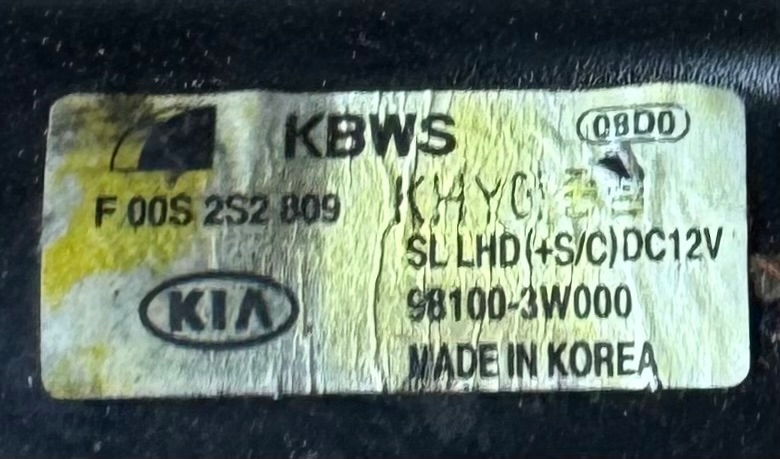 KBWS
08D0
F 00S 2S2 809
SL LHD(+S/C)DC12V
KIA
98100-3W000
MADE IN KOREA